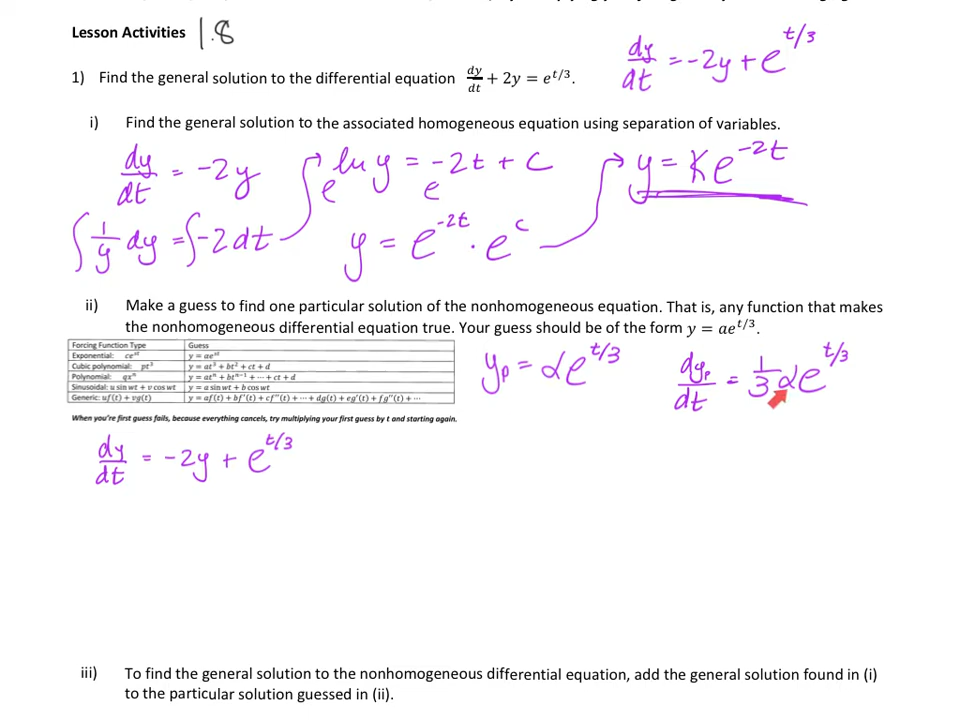 Lesson Activities 1.8
1) Find the general solution to the differential equation dy/dt + 2y = e^{t/3}.
dy/dt = -2y + e^{t/3}
i) Find the general solution to the associated homogeneous equation using separation of variables.
dy/dt = -2y
∫ 1/y dy = ∫ -2 dt
e^{ln y} = e^{-2t + C}
y = e^{-2t} · e^c
y = Ke^{-2t}
ii) Make a guess to find one particular solution of the nonhomogeneous equation. That is, any function that makes
the nonhomogeneous differential equation true. Your guess should be of the form y = ae^{t/3}.
Forcing Function Type Guess
Exponential: ce^{st} y = ae^{st}
Cubic polynomial: pt^3 y = at^3 + bt^2 + ct + d
Polynomial: qx^n y = at^n + bt^{n-1} + ⋯ + ct + d
Sinusoidal: u sin wt + v cos wt y = a sin wt + b cos wt
Generic: uf(t) + vg(t) y = af(t) + bf'(t) + cf''(t) + ⋯ + dg(t) + eg'(t) + fg''(t) + ⋯
When you're first guess fails, because everything cancels, try multiplying your first guess by t and starting again.
y_p = αe^{t/3}
dy_p/dt = 1/3 αe^{t/3}
dy/dt = -2y + e^{t/3}
iii) To find the general solution to the nonhomogeneous differential equation, add the general solution found in (i)
to the particular solution guessed in (ii).